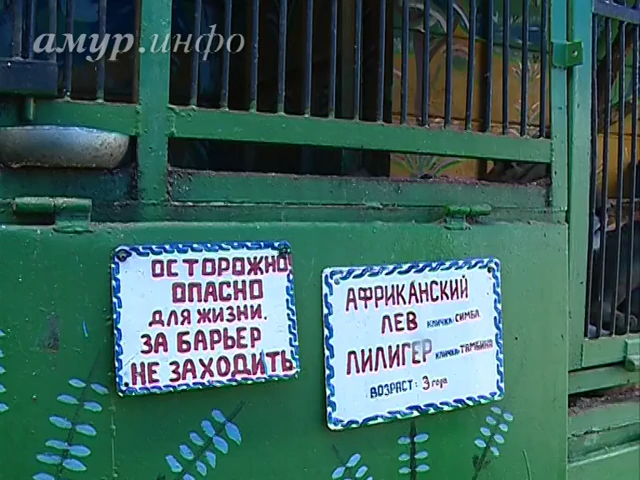 амур.инфо
ОСТОРОЖНО
ОПАСНО
ДЛЯ ЖИЗНИ.
ЗА БАРЬЕР
НЕ ЗАХОДИТЬ
АФРИКАНСКИЙ
ЛЕВ КЛИЧКА: СИМБА
ЛИЛИГЕР КЛИЧКА: ТАМБИНА
ВОЗРАСТ: 3 года